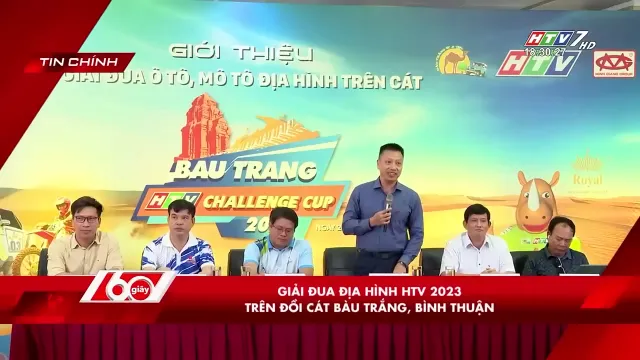 TIN CHÍNH
HTV7 HD
18:30:27
HTV
GIỚI THIỆU
GIẢI ĐUA Ô TÔ, MÔ TÔ ĐỊA HÌNH TRÊN CÁT
BAU TRANG
HTV CHALLENGE CUP
Royal
60 giây
GIẢI ĐUA ĐỊA HÌNH HTV 2023
TRÊN ĐỒI CÁT BÀU TRẮNG, BÌNH THUẬN